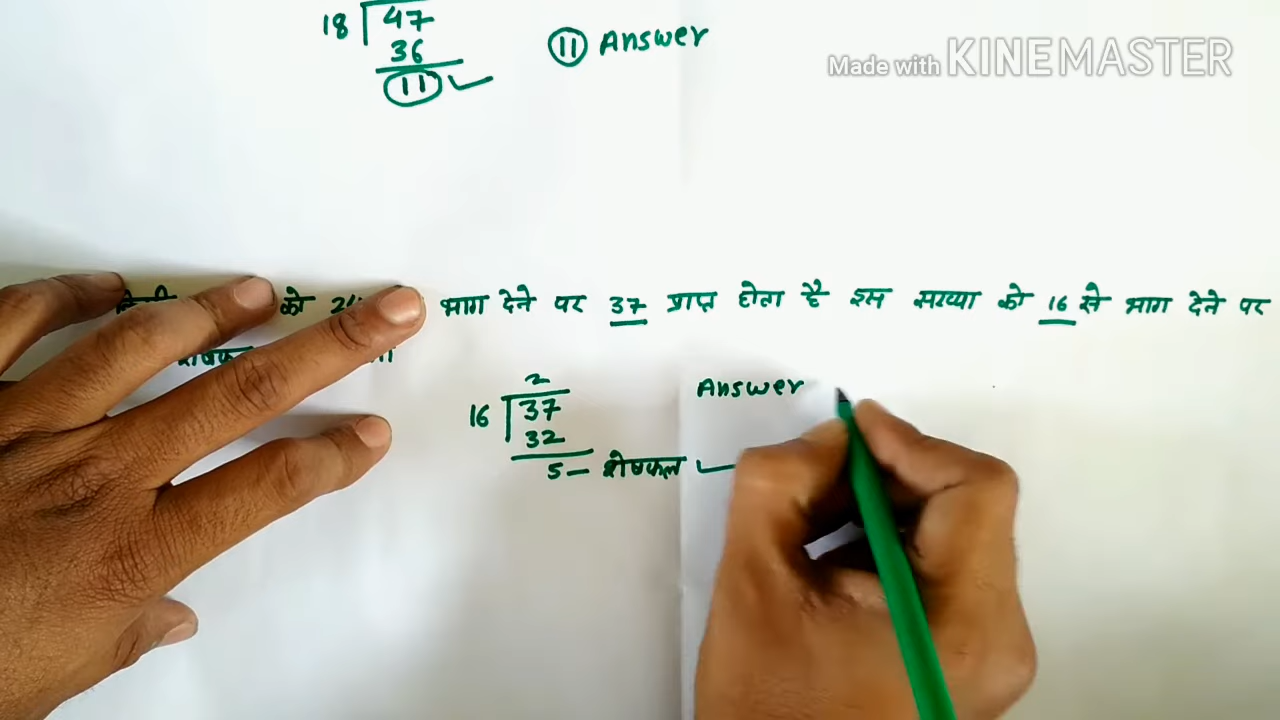 18 47
36
11
11 Answer
Made with KINEMASTER
को भाग देने पर 37 प्राप्त होता है इस सख्या को 16 से भाग देने पर
2
16 37
32
5 - शेषफल
Answer